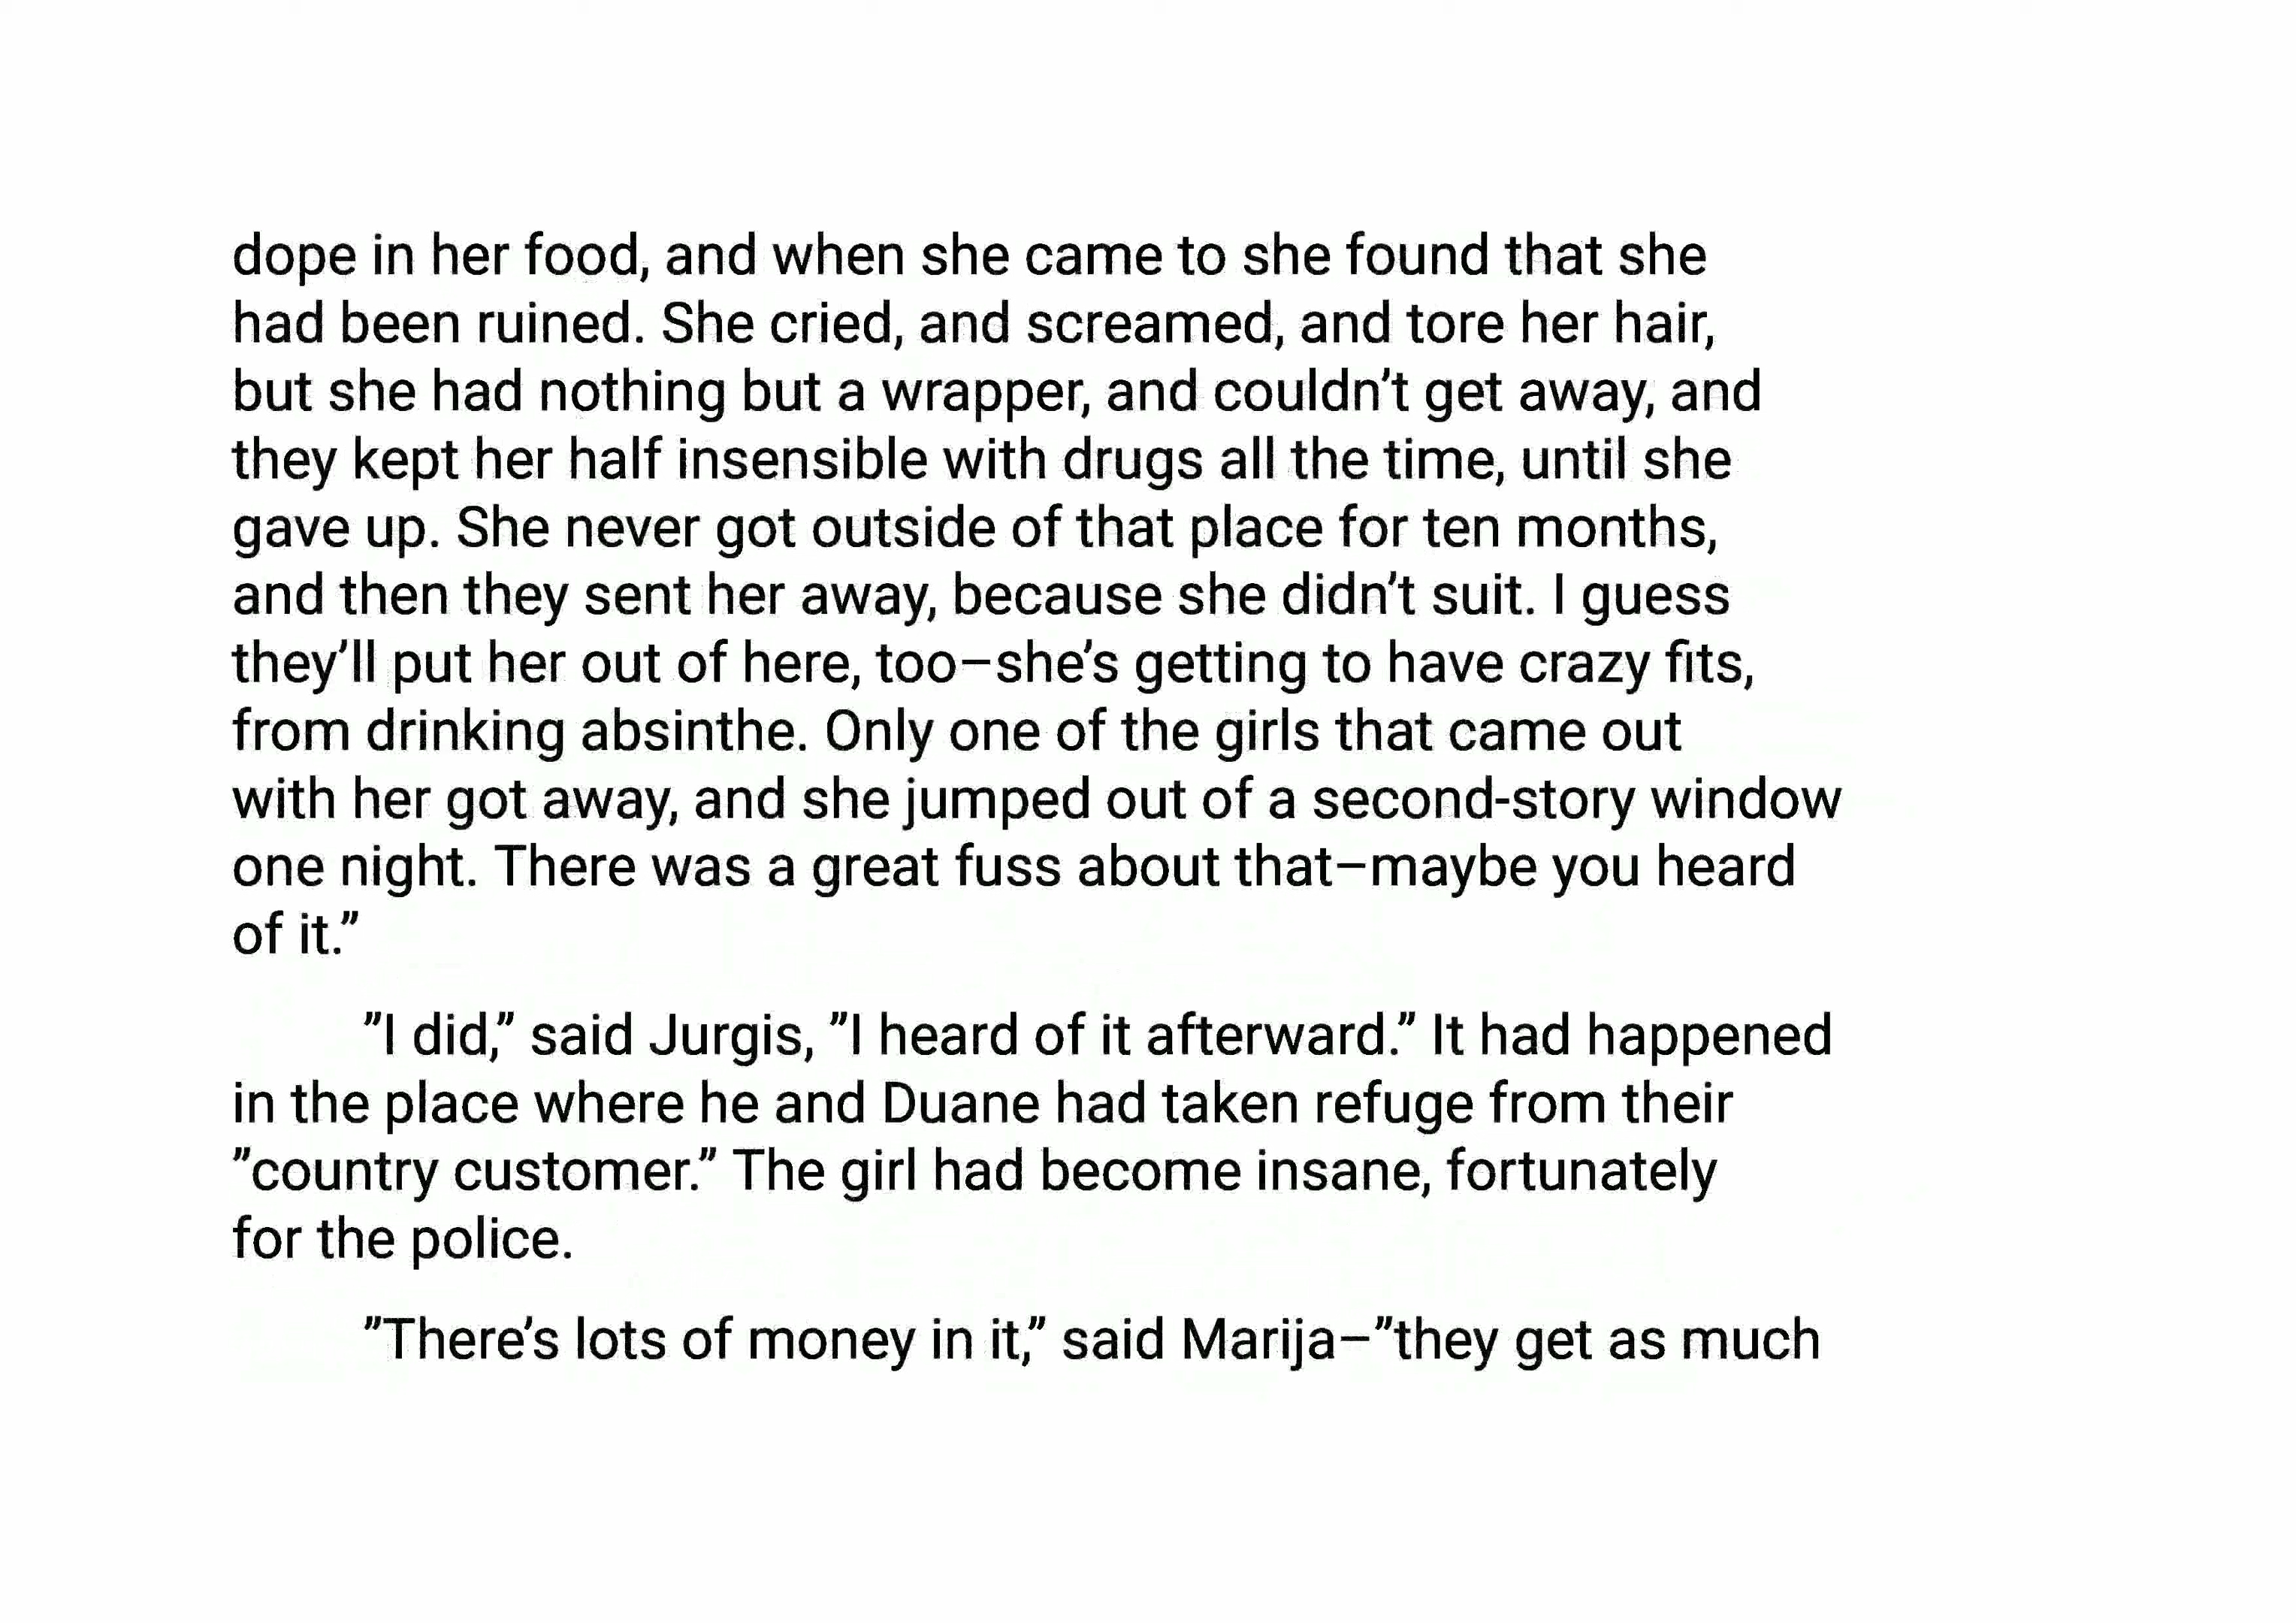 dope in her food, and when she came to she found that she
had been ruined. She cried, and screamed, and tore her hair,
but she had nothing but a wrapper, and couldn’t get away, and
they kept her half insensible with drugs all the time, until she
gave up. She never got outside of that place for ten months,
and then they sent her away, because she didn’t suit. I guess
they’ll put her out of here, too–she’s getting to have crazy fits,
from drinking absinthe. Only one of the girls that came out
with her got away, and she jumped out of a second-story window
one night. There was a great fuss about that–maybe you heard
of it.”
”I did,” said Jurgis, ”I heard of it afterward.” It had happened
in the place where he and Duane had taken refuge from their
”country customer.” The girl had become insane, fortunately
for the police.
”There’s lots of money in it,” said Marija–”they get as much